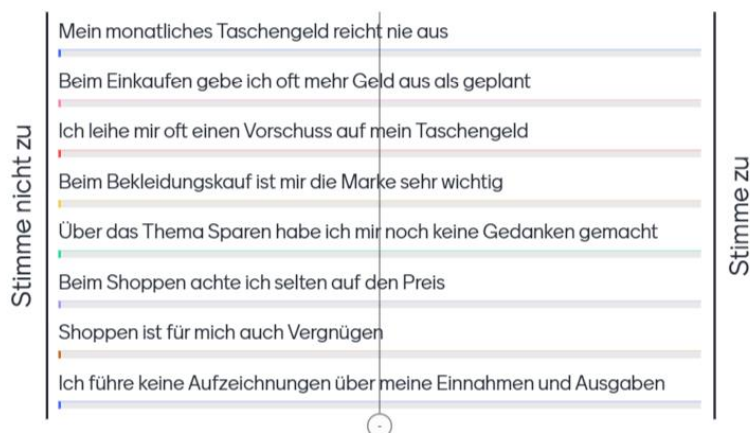 Stimme nicht zu
Mein monatliches Taschengeld reicht nie aus
Beim Einkaufen gebe ich oft mehr Geld aus als geplant
Ich leihe mir oft einen Vorschuss auf mein Taschengeld
Beim Bekleidungskauf ist mir die Marke sehr wichtig
Über das Thema Sparen habe ich mir noch keine Gedanken gemacht
Beim Shoppen achte ich selten auf den Preis
Shoppen ist für mich auch Vergnügen
Ich führe keine Aufzeichnungen über meine Einnahmen und Ausgaben
Stimme zu
-